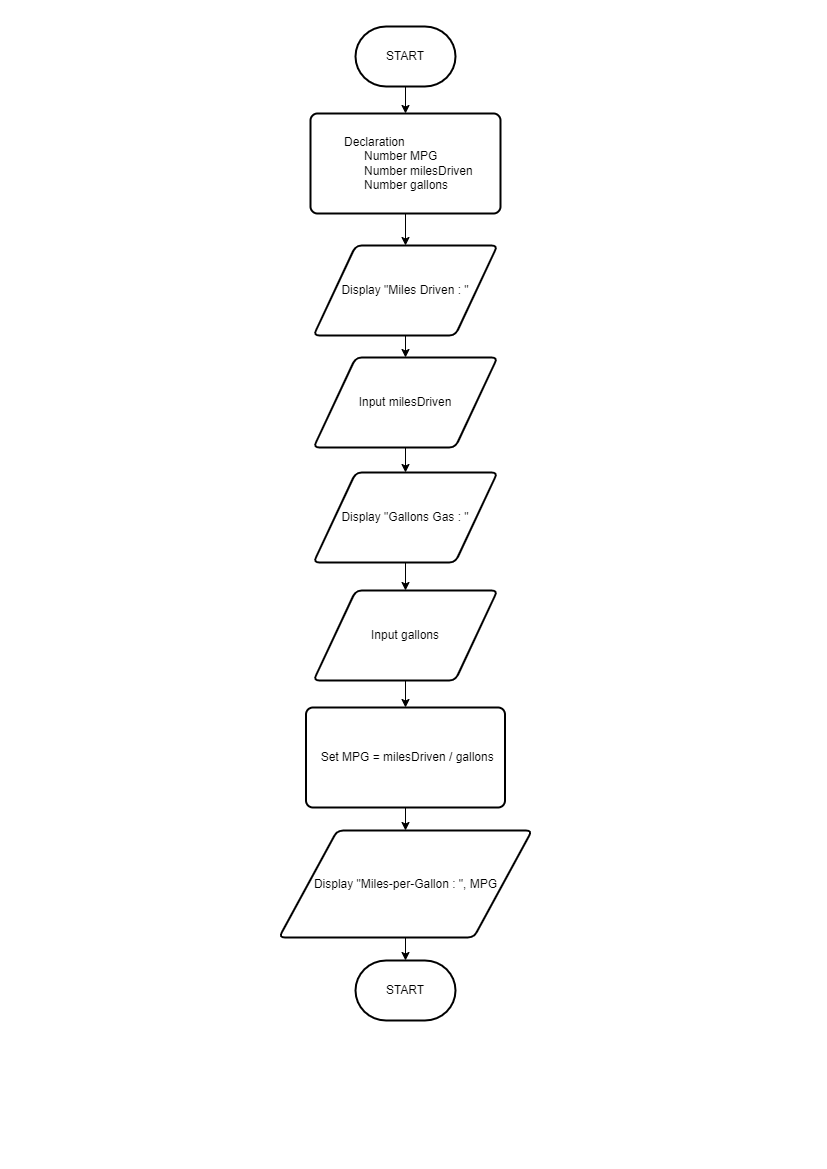 START
Declaration
Number MPG
Number milesDriven
Number gallons
Display "Miles Driven : "
Input milesDriven
Display "Gallons Gas : "
Input gallons
Set MPG = milesDriven / gallons
Display "Miles-per-Gallon : ", MPG
START